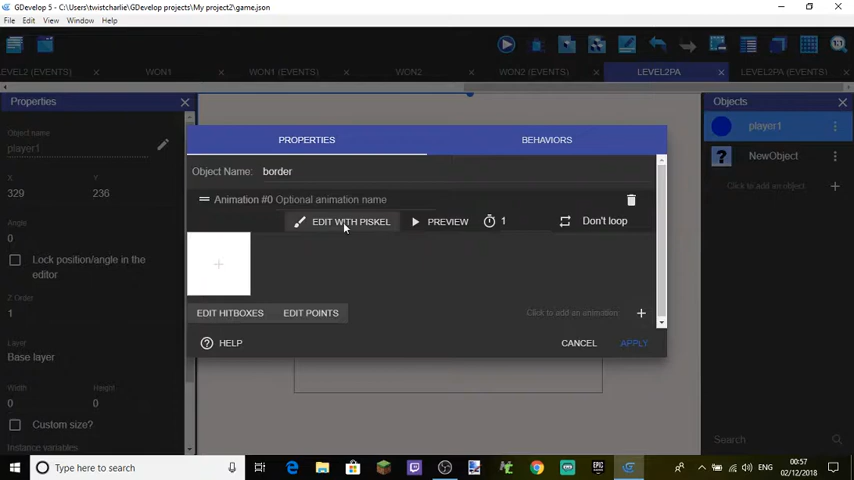 GDevelop 5 - C:\Users\twistcharlie\GDevelop projects\My project2\game.json
File Edit View Window Help
LEVEL2 (EVENTS) WON1 WON1 (EVENTS) WON2 WON2 (EVENTS) LEVEL2PA LEVEL2PA (EVENTS)
Properties
Object name
player1
X Y
329 236
Angle
0
Lock position/angle in the
editor
Z Order
1
Layer
Base layer
Width Height
0 0
Custom size?
Instance variables
PROPERTIES BEHAVIORS
Object Name: border
Animation #0 Optional animation name
EDIT WITH PISKEL PREVIEW 1 Don't loop
EDIT HITBOXES EDIT POINTS Click to add an animation
HELP CANCEL APPLY
Objects
player1
NewObject
Click to add an object
Search
Type here to search
ENG
00:57
02/12/2018